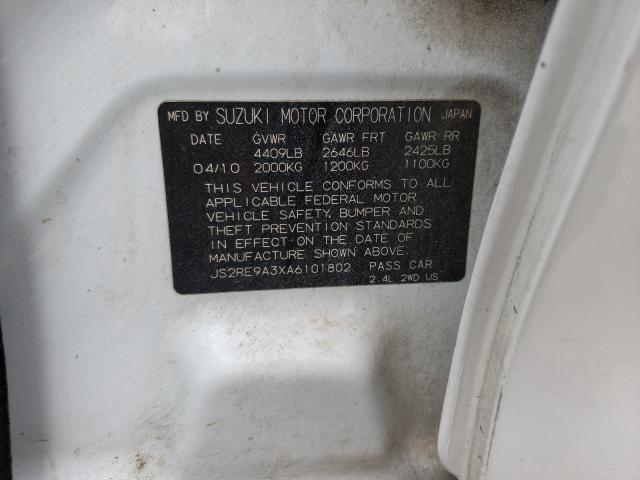 MFD BY SUZUKI MOTOR CORPORATION JAPAN
DATE GVWR GAWR FRT GAWR RR
4409LB 2646LB 2425LB
04/10 2000KG 1200KG 1100KG
THIS VEHICLE CONFORMS TO ALL
APPLICABLE FEDERAL MOTOR
VEHICLE SAFETY, BUMPER AND
THEFT PREVENTION STANDARDS
IN EFFECT ON THE DATE OF
MANUFACTURE SHOWN ABOVE.
JS2RE9A3XA6101802 PASS CAR
2.4L 2WD US